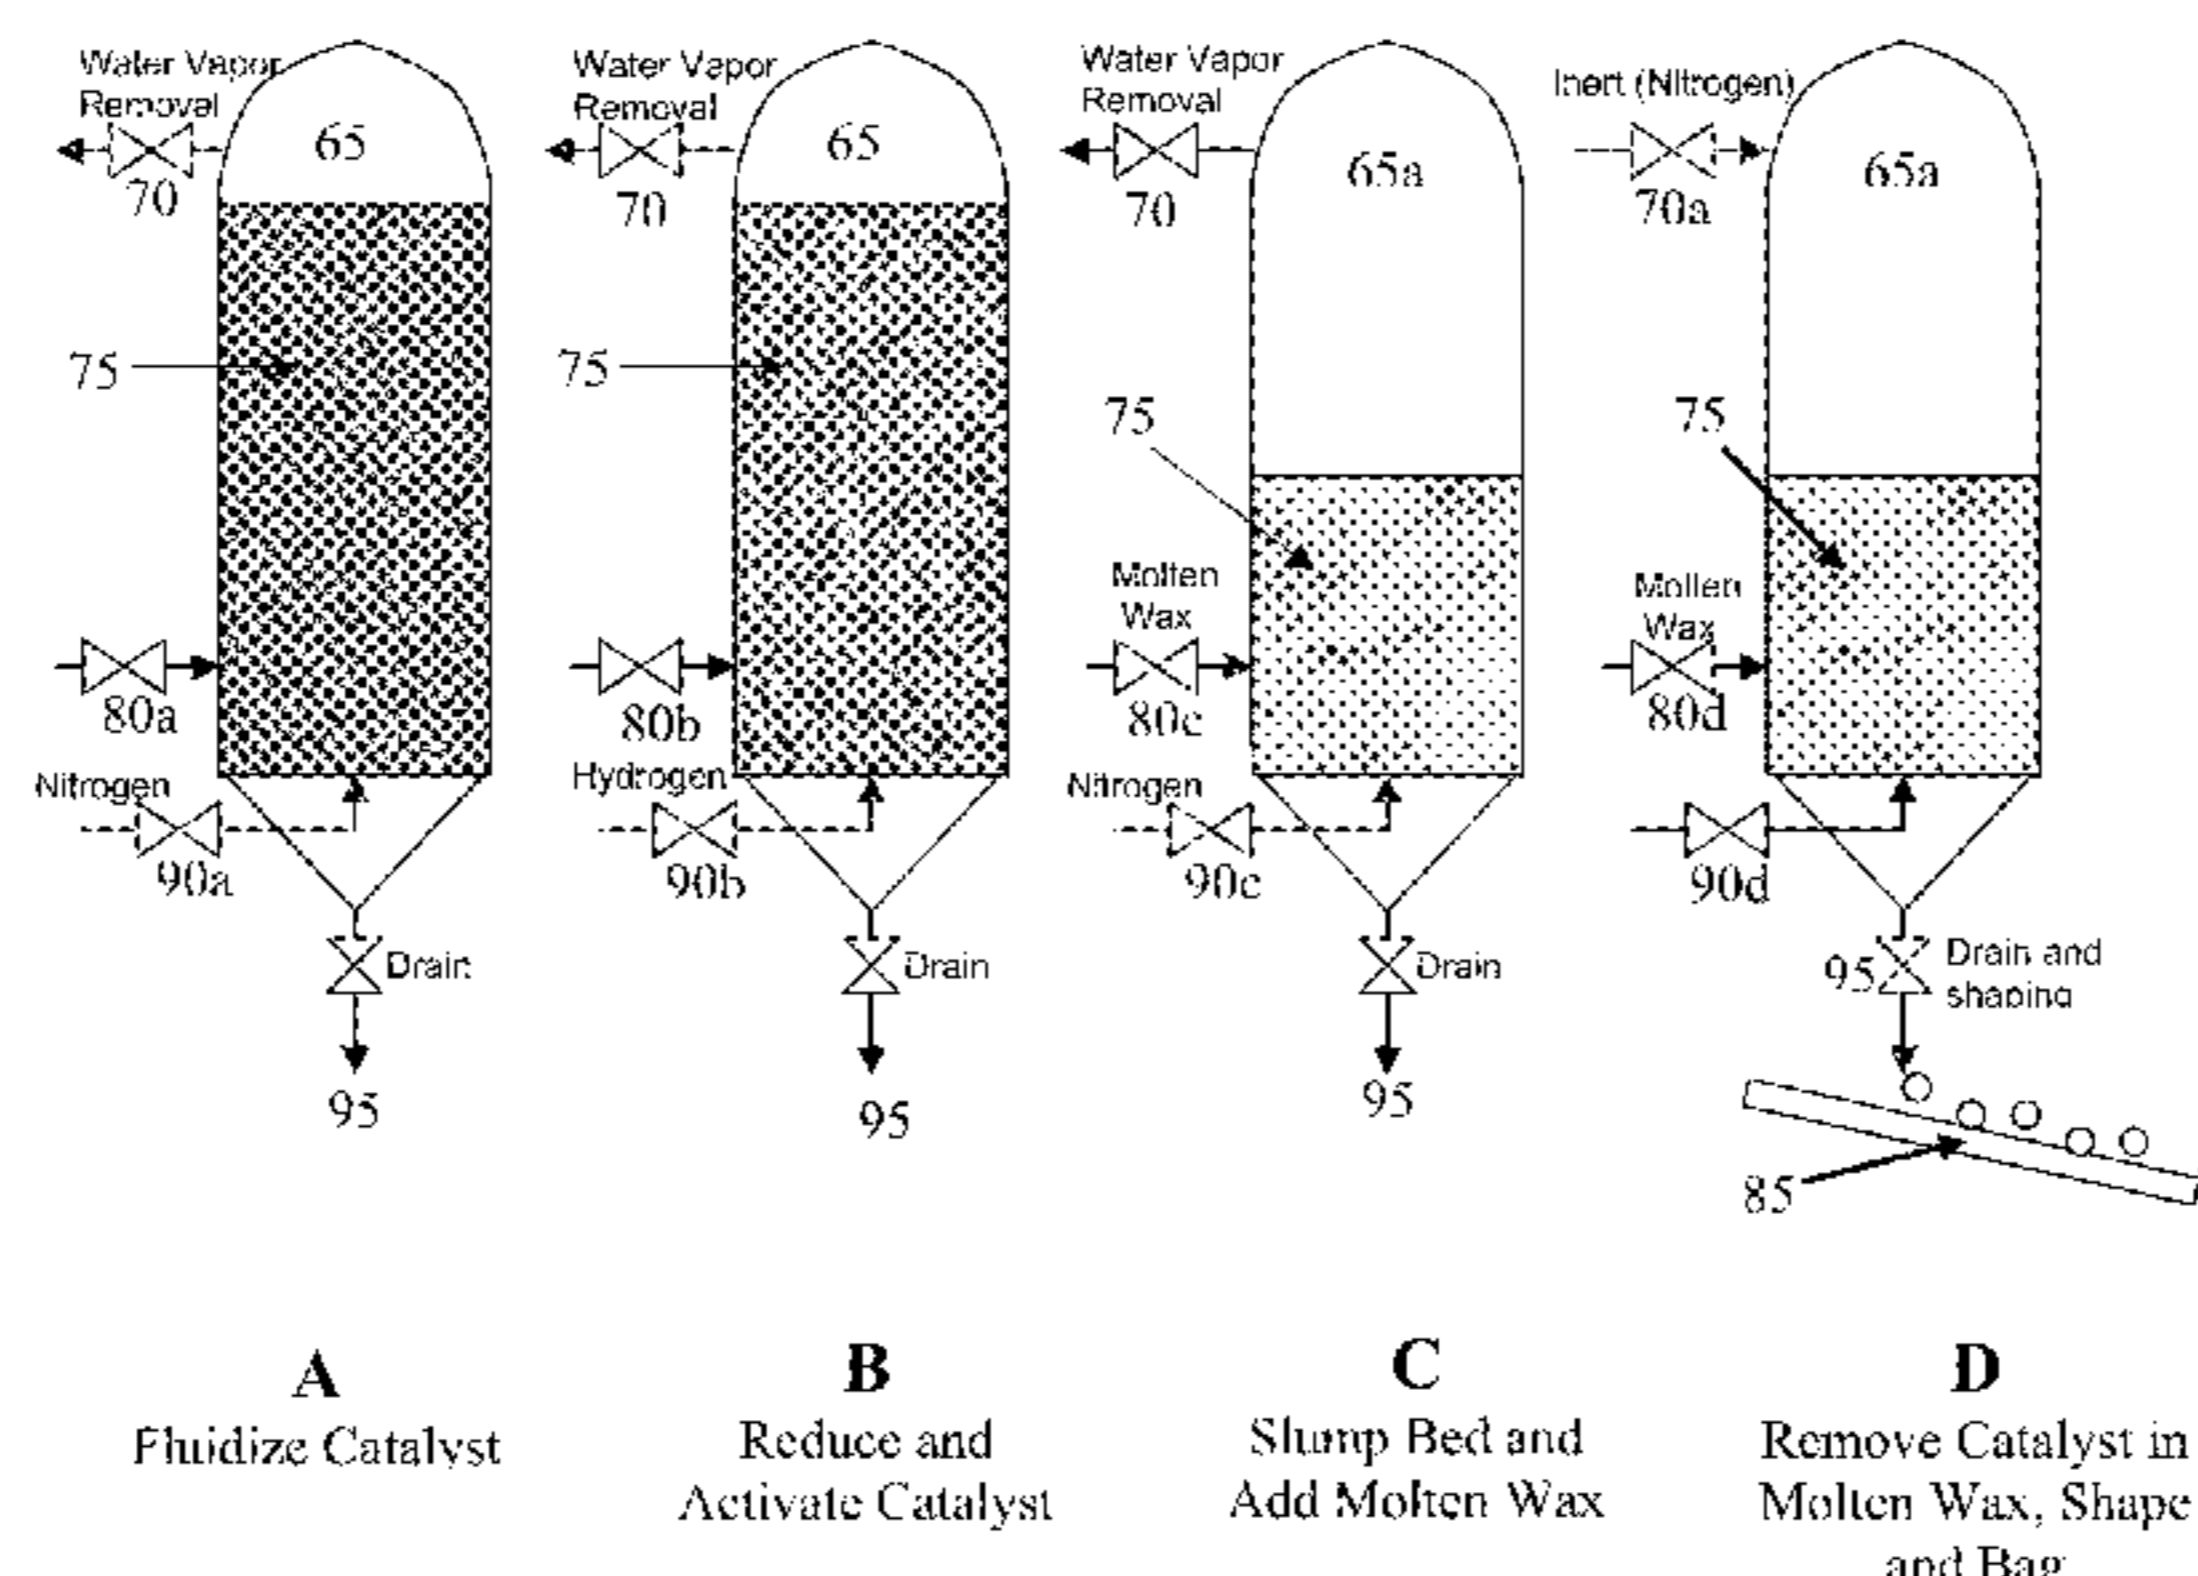 Water Vapor
Removal
70
65
75
80a
Nitrogen
90a
Drain
95
A
Fluidize Catalyst
Water Vapor
Removal
70
65
75
80b
Hydrogen
90b
Drain
95
B
Reduce and
Activate Catalyst
Water Vapor
Removal
70
65a
75
Molten
Wax
80c
Nitrogen
90c
Drain
95
C
Slump Bed and
Add Molten Wax
Inert (Nitrogen)
70a
65a
75
Molten
Wax
80d
90d
95
Drain and
shaping
85
D
Remove Catalyst in
Molten Wax, Shape
and Bag